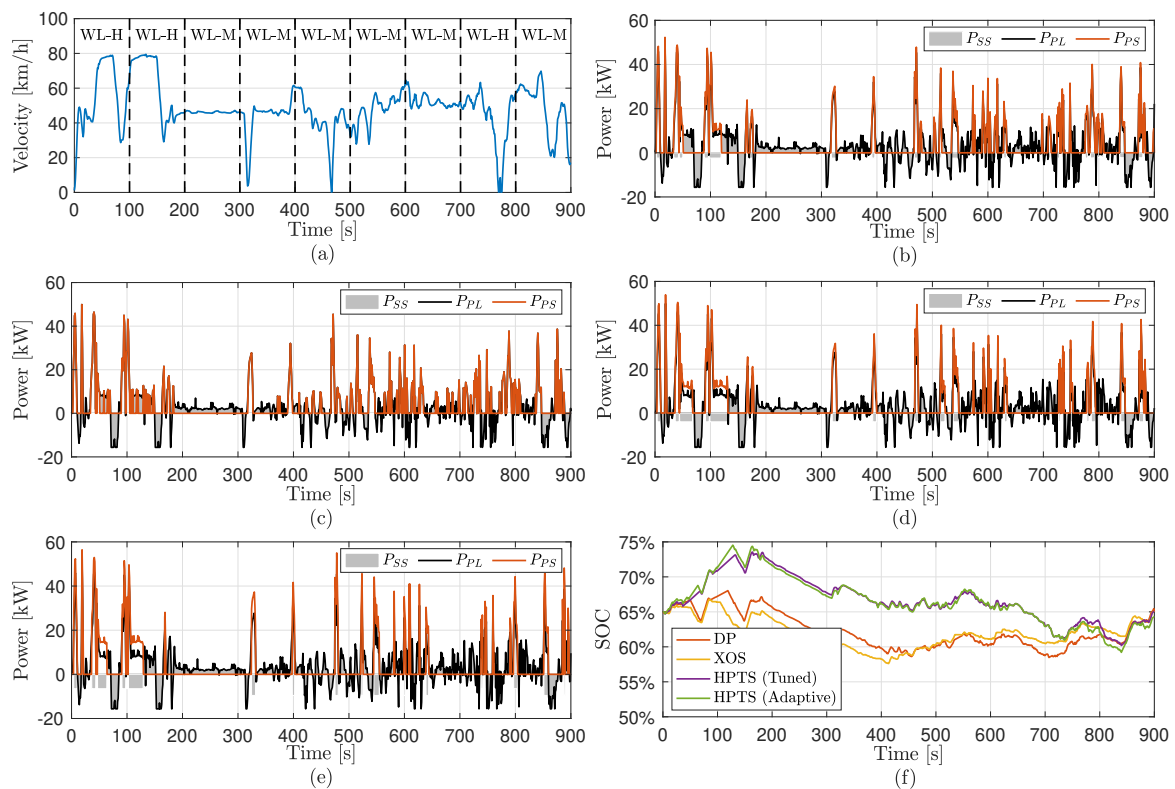 WL-H WL-H WL-M WL-M WL-M WL-M WL-M WL-H WL-M
Velocity [km/h]
100
80
60
40
20
0
0 100 200 300 400 500 600 700 800 900
Time [s]
(a)
P_SS P_PL P_PS
Power [kW]
60
40
20
0
-20
0 100 200 300 400 500 600 700 800 900
Time [s]
(b)
P_SS P_PL P_PS
Power [kW]
60
40
20
0
-20
0 100 200 300 400 500 600 700 800 900
Time [s]
(c)
P_SS P_PL P_PS
Power [kW]
60
40
20
0
-20
0 100 200 300 400 500 600 700 800 900
Time [s]
(d)
P_SS P_PL P_PS
Power [kW]
60
40
20
0
-20
0 100 200 300 400 500 600 700 800 900
Time [s]
(e)
SOC
75%
70%
65%
60%
55%
50%
DP
XOS
HPTS (Tuned)
HPTS (Adaptive)
0 100 200 300 400 500 600 700 800 900
Time [s]
(f)